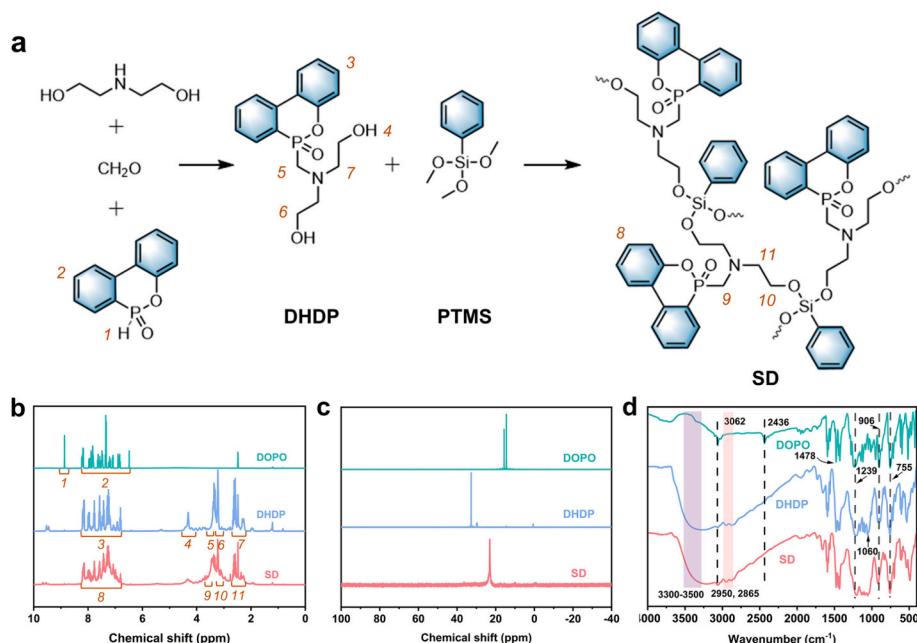 a
H
N
HO
OH
+
CH₂O
+
2
O
P
O
H
1
3
P
O
O
OH
4
5
N
7
6
OH
DHDP
+
O
Si
O
O
PTMS
O
O
P
O
N
O
Si
O
O
8
O
P
O
N
9
11
10
O
Si
O
O
O
P
O
O
N
SD
b
DOPO
1
2
DHDP
3
4
5
6
7
SD
8
9
10
11
10
8
6
4
2
0
Chemical shift (ppm)
c
DOPO
DHDP
SD
100
80
60
40
20
0
-20
-40
Chemical shift (ppm)
d
3062
2436
906
DOPO
1478
1239
755
DHDP
1060
SD
3300-3500
2950, 2865
4000
3500
3000
2500
2000
1500
1000
500
Wavenumber (cm⁻¹)